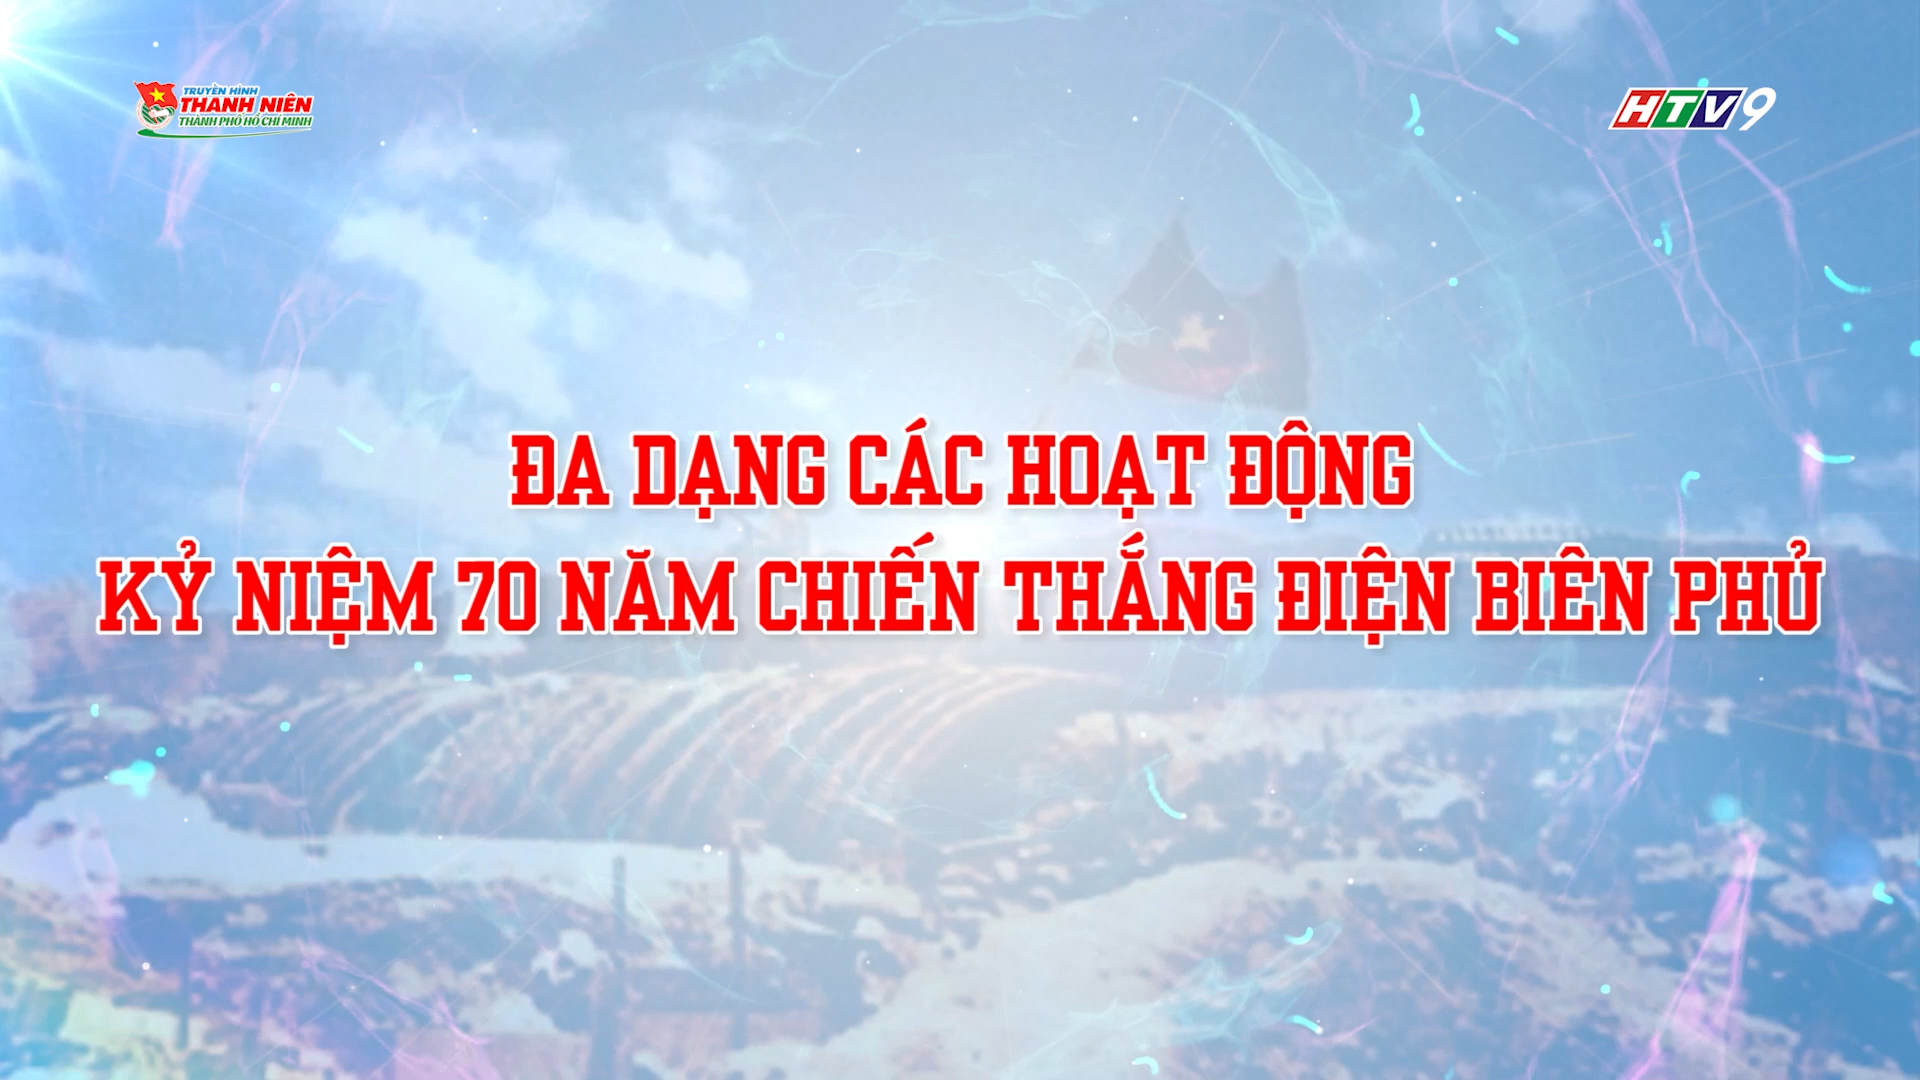 TRUYỀN HÌNH
THANH NIÊN
THÀNH PHỐ HỒ CHÍ MINH
HTV9
ĐA DẠNG CÁC HOẠT ĐỘNG
KỶ NIỆM 70 NĂM CHIẾN THẮNG ĐIỆN BIÊN PHỦ